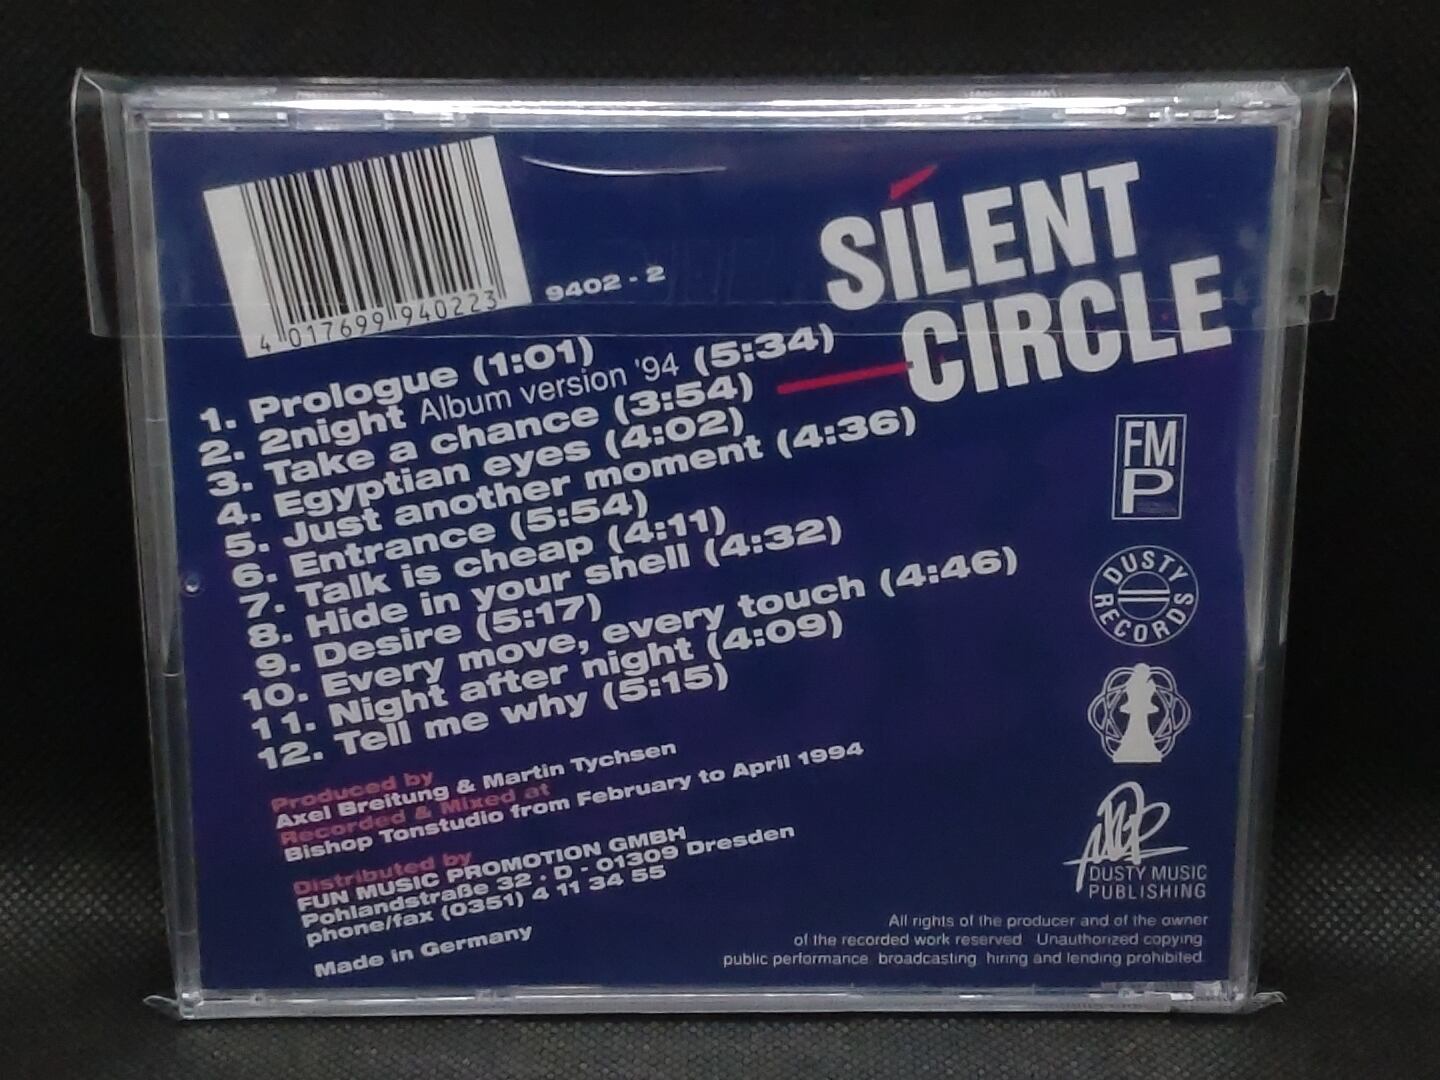 4 017699 940223
9402 - 2
SILENT
CIRCLE
1. Prologue (1:01)
2. 2night Album version '94 (5:34)
3. Take a chance (3:54)
4. Egyptian eyes (4:02)
5. Just another moment (4:36)
6. Entrance (5:54)
7. Talk is cheap (4:11)
8. Hide in your shell (4:32)
9. Desire (5:17)
10. Every move, every touch (4:46)
11. Night after night (4:09)
12. Tell me why (5:15)
Produced by
Axel Breitung & Martin Tychsen
Recorded & Mixed at
Bishop Tonstudio from February to April 1994
Distributed by
FUN MUSIC PROMOTION GMBH
Pohlandstraße 32 · D - 01309 Dresden
phone/fax (0351) 4 11 34 55
Made in Germany
FM
P
DUSTY
RECORDS
DUSTY MUSIC
PUBLISHING
All rights of the producer and of the owner
of the recorded work reserved Unauthorized copying
public performance broadcasting hiring and lending prohibited.